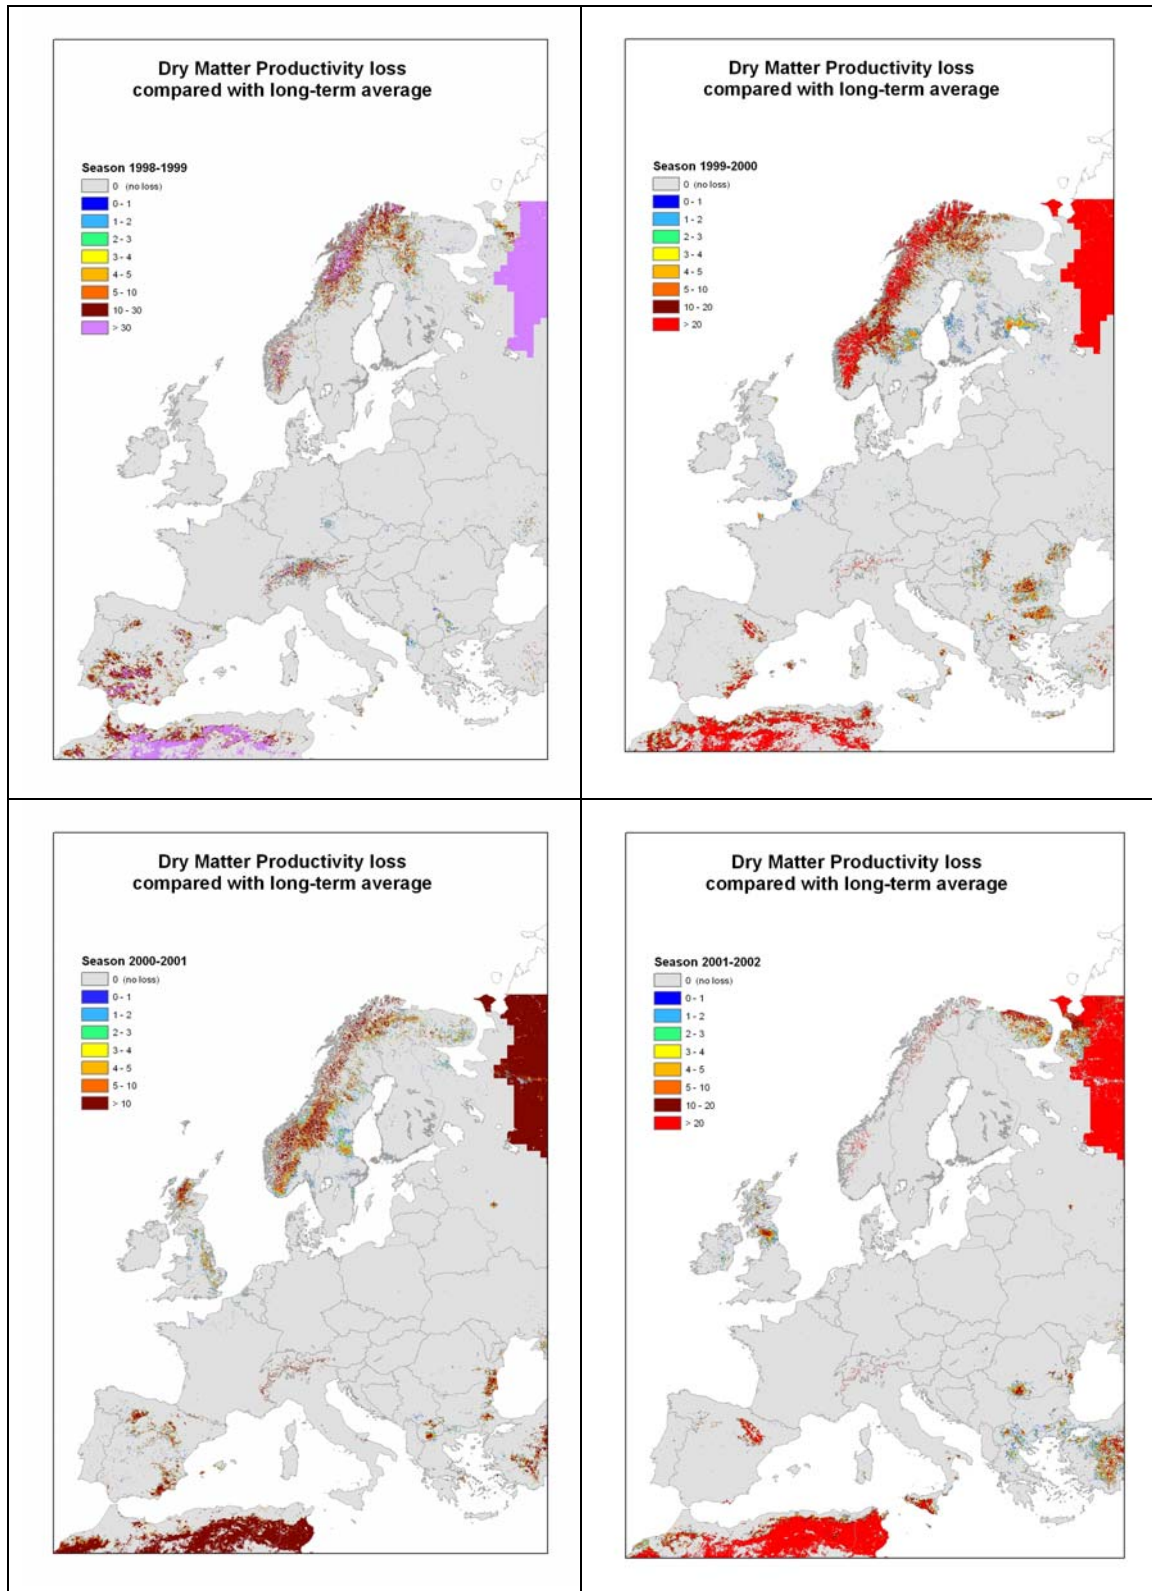 Dry Matter Productivity loss
compared with long-term average
Season 1998-1999
0 (no loss)
0 - 1
1 - 2
2 - 3
3 - 4
4 - 5
5 - 10
10 - 30
> 30
Dry Matter Productivity loss
compared with long-term average
Season 1999-2000
0 (no loss)
0 - 1
1 - 2
2 - 3
3 - 4
4 - 5
5 - 10
10 - 20
> 20
Dry Matter Productivity loss
compared with long-term average
Season 2000-2001
0 (no loss)
0 - 1
1 - 2
2 - 3
3 - 4
4 - 5
5 - 10
> 10
Dry Matter Productivity loss
compared with long-term average
Season 2001-2002
0 (no loss)
0 - 1
1 - 2
2 - 3
3 - 4
4 - 5
5 - 10
10 - 20
> 20